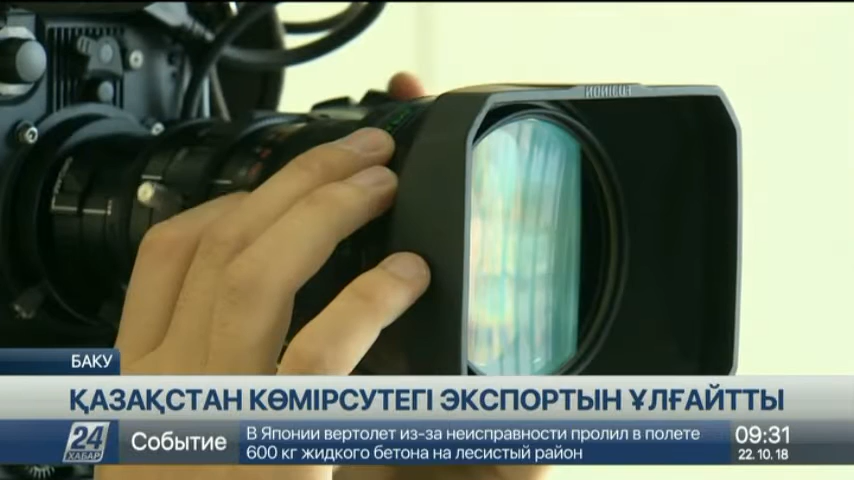 FUJINON
БАКУ
ҚАЗАҚСТАН КӨМІРСУТЕГІ ЭКСПОРТЫН ҰЛҒАЙТТЫ
24
ХАБАР
Событие
В Японии вертолет из-за неисправности пролил в полете
600 кг жидкого бетона на лесистый район
09:31
22.10.18